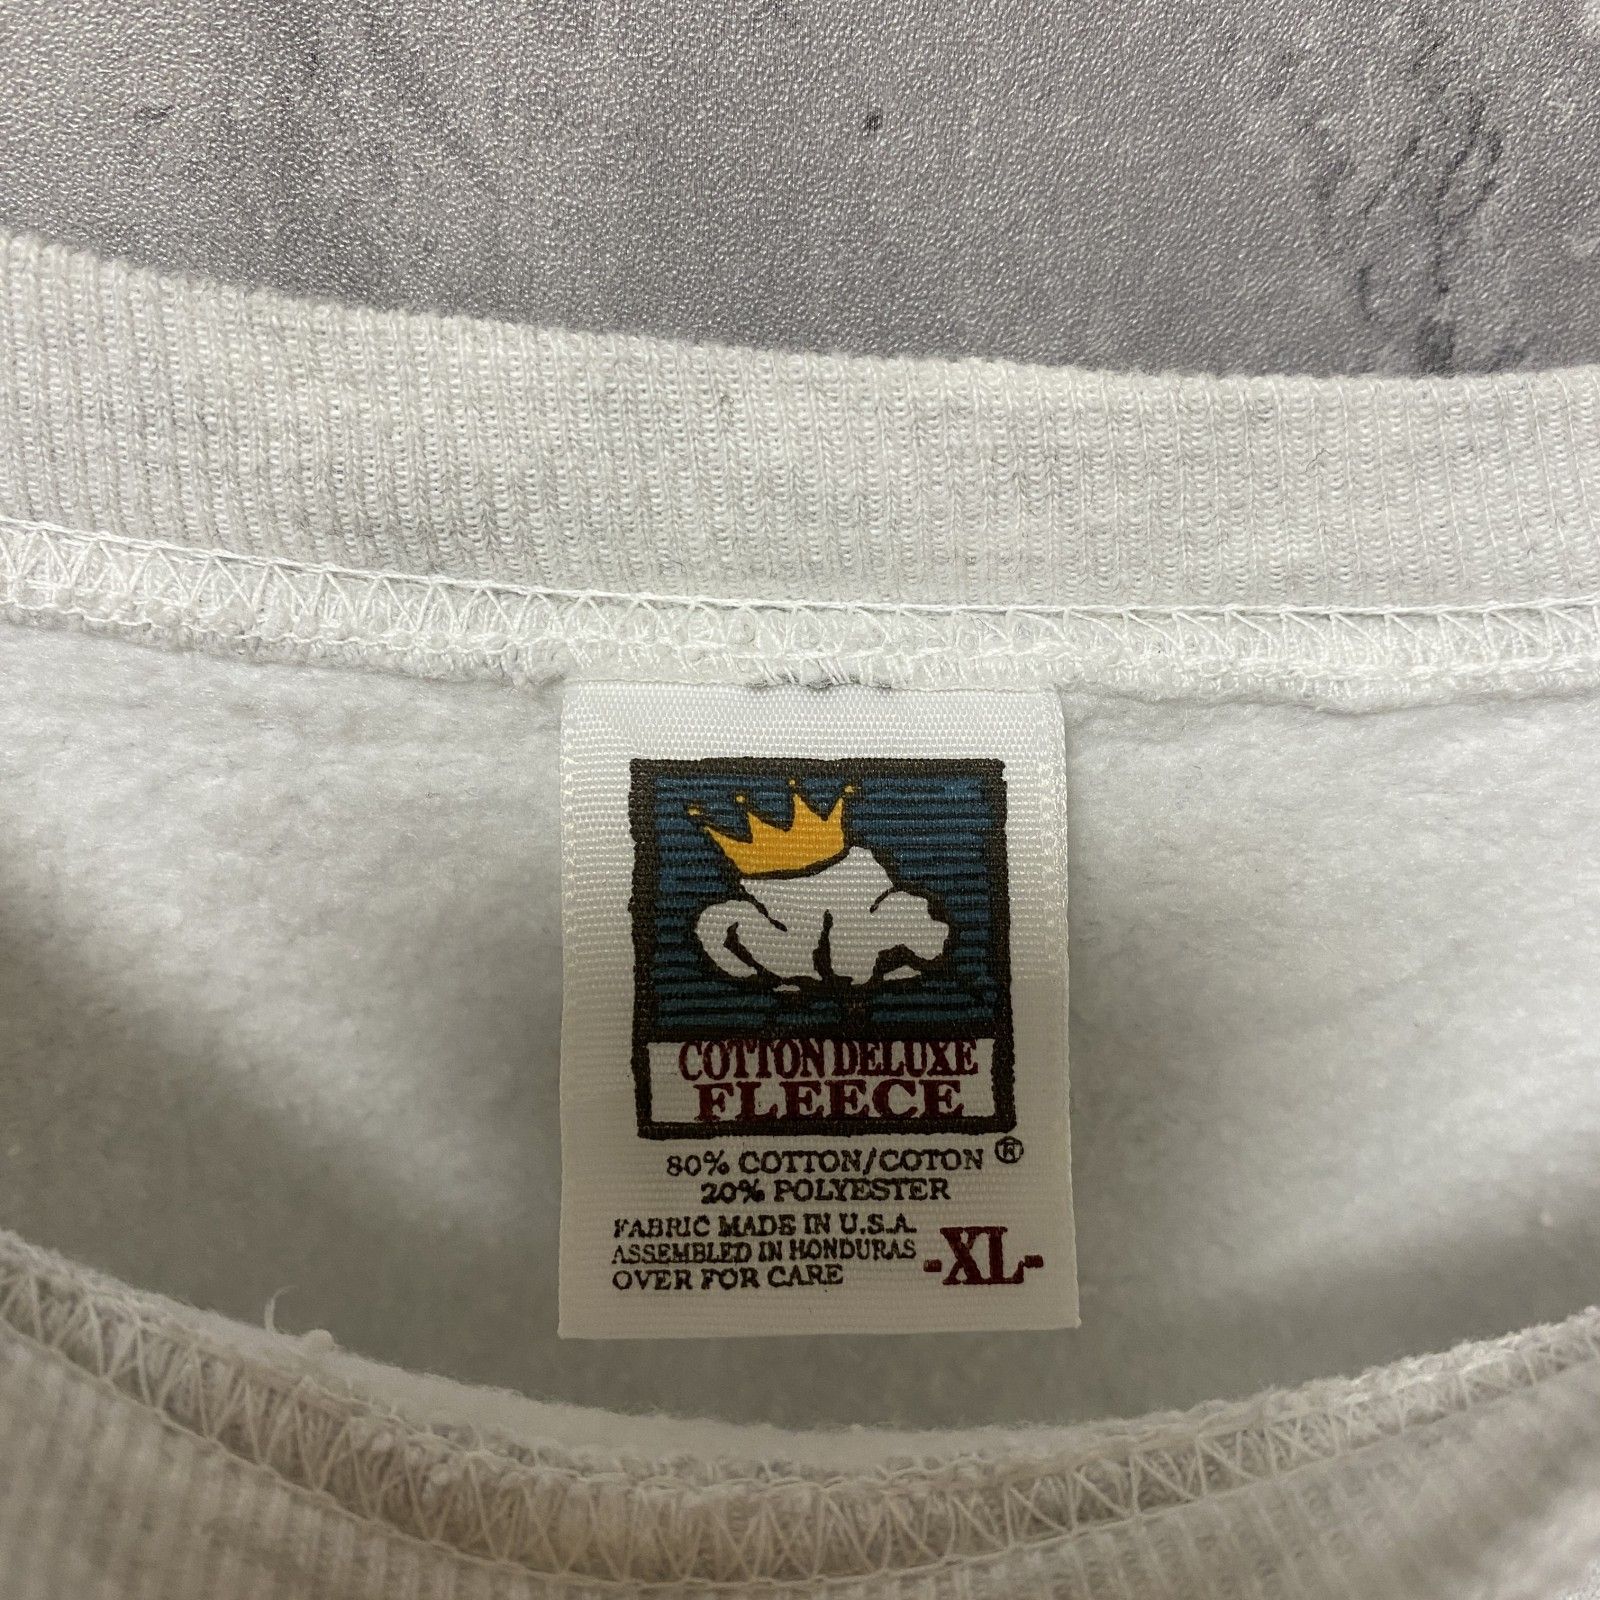 COTTON DELUXE
FLEECE
®
80% COTTON/COTON
20% POLYESTER
FABRIC MADE IN U.S.A.
ASSEMBLED IN HONDURAS
OVER FOR CARE
-XL-